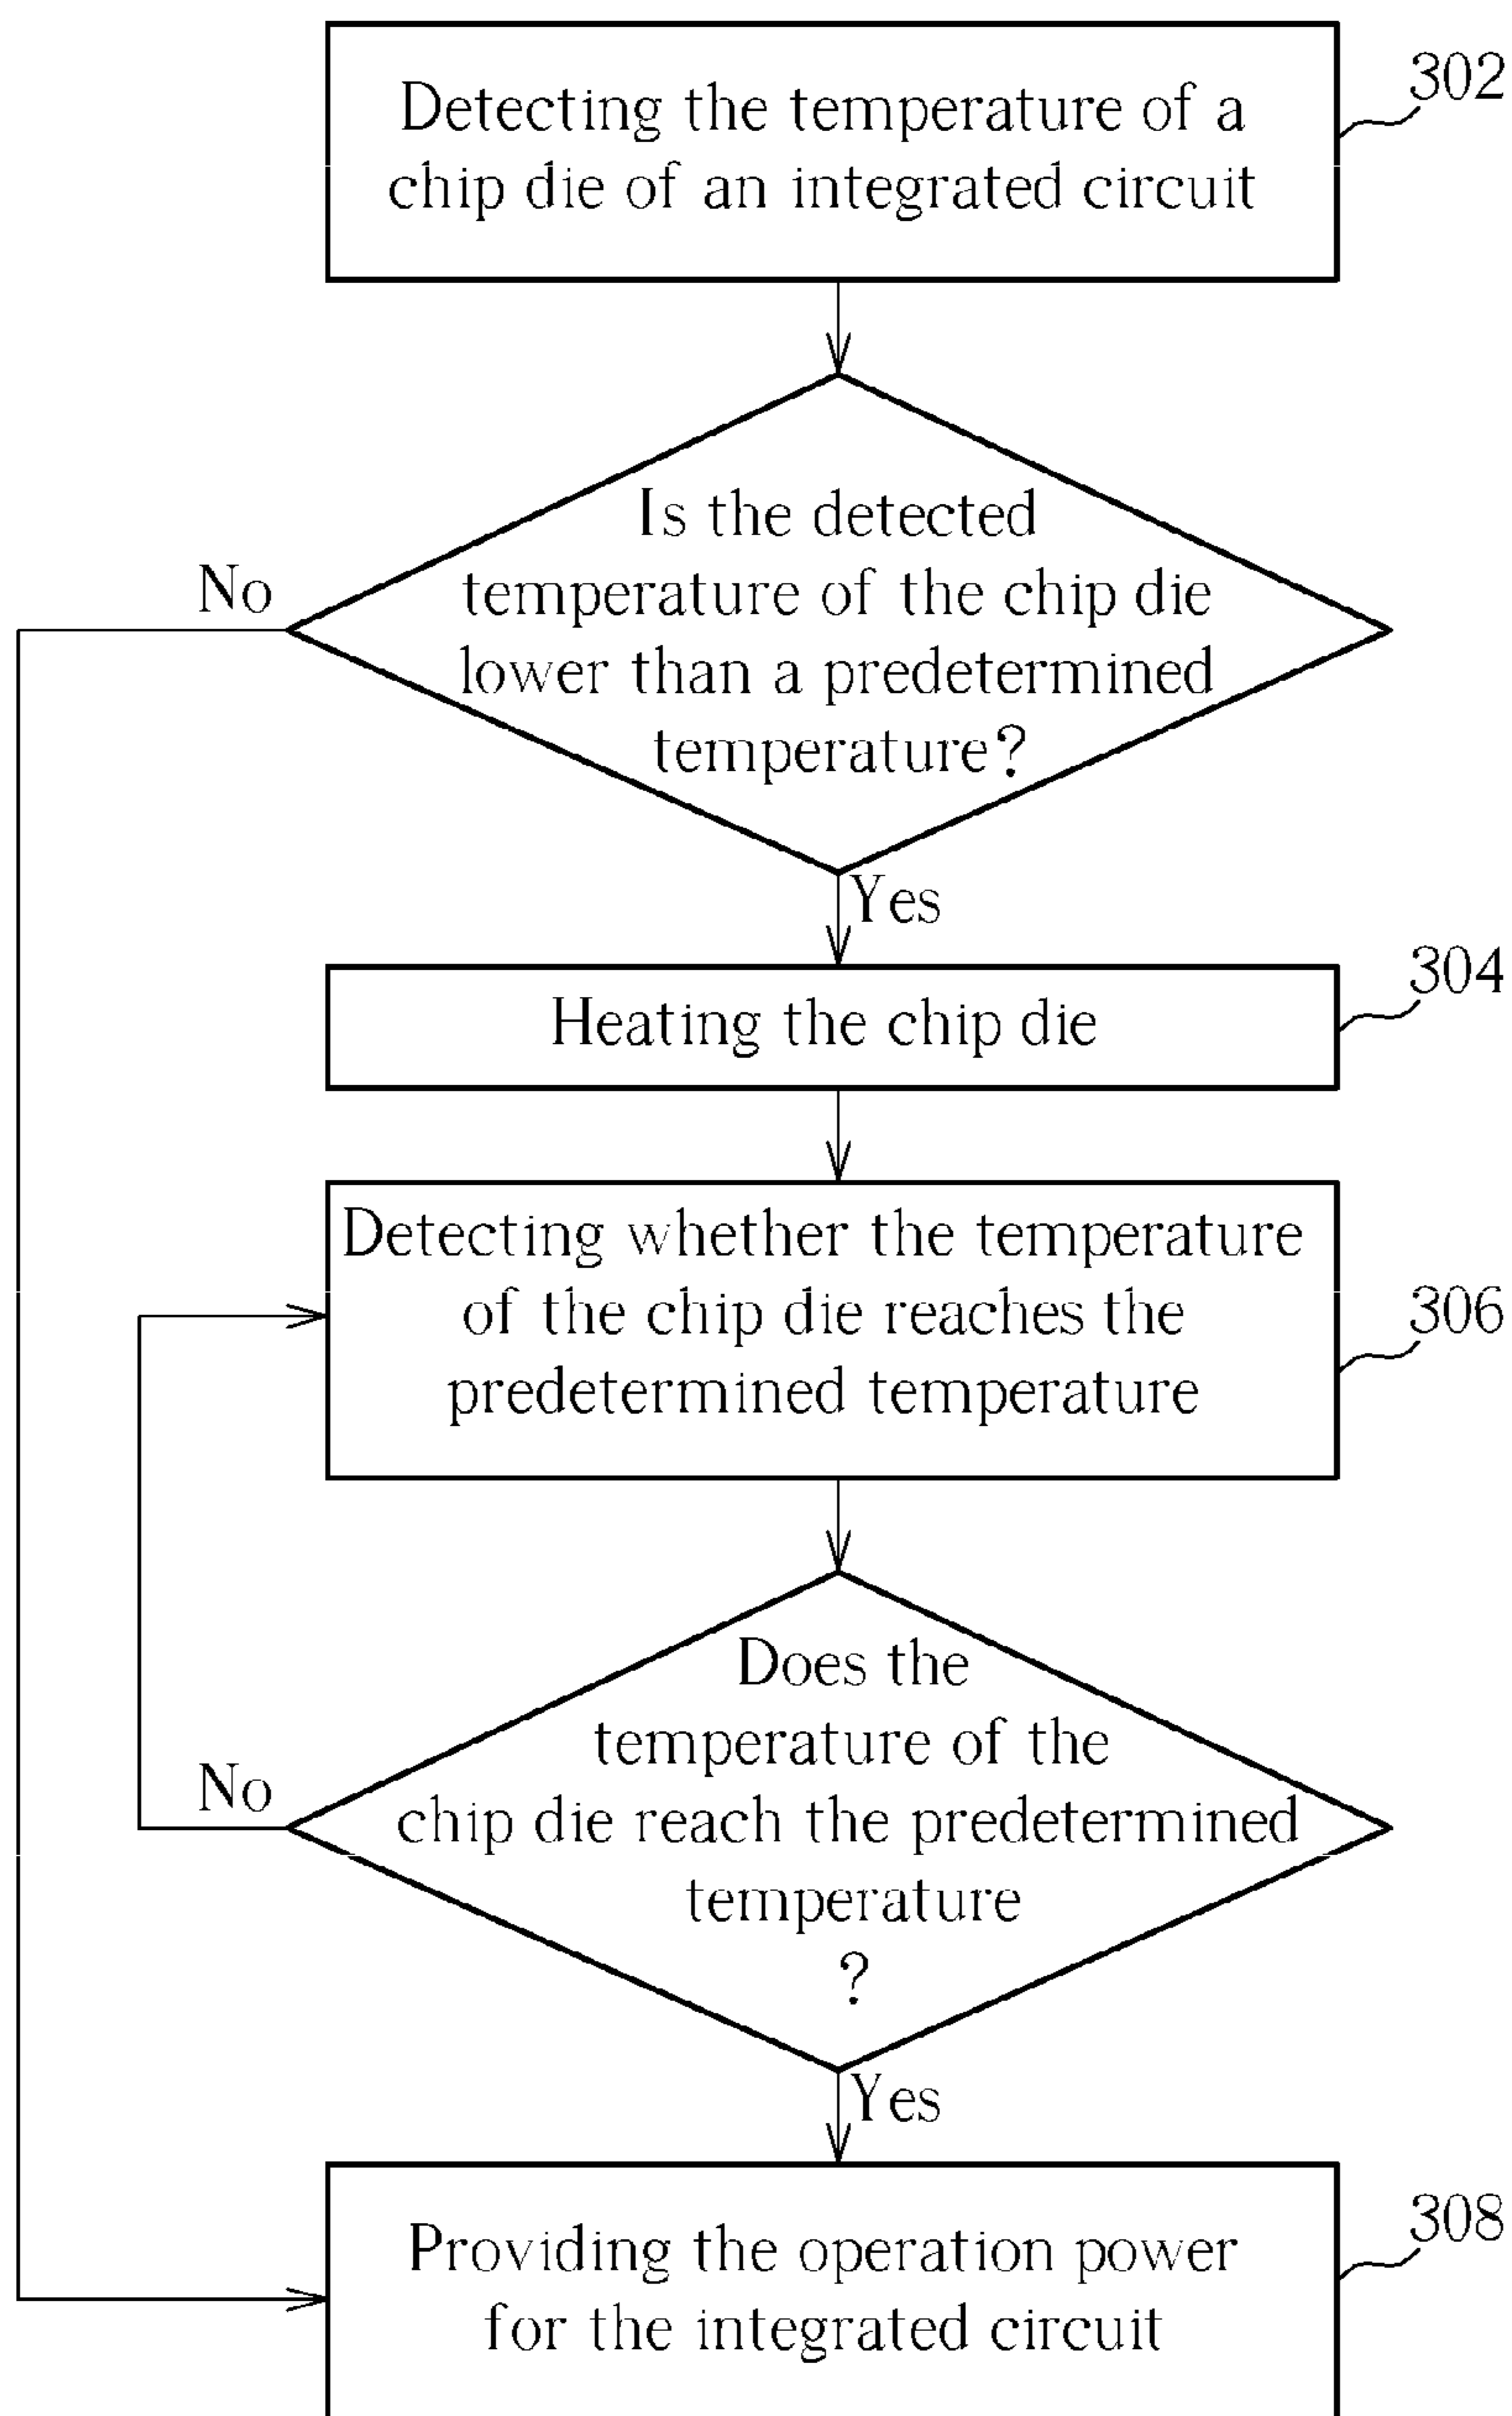 Detecting the temperature of a
chip die of an integrated circuit
302
Is the detected
temperature of the chip die
lower than a predetermined
temperature?
No
Yes
Heating the chip die
304
Detecting whether the temperature
of the chip die reaches the
predetermined temperature
306
Does the
temperature of the
chip die reach the predetermined
temperature
?
No
Yes
Providing the operation power
for the integrated circuit
308